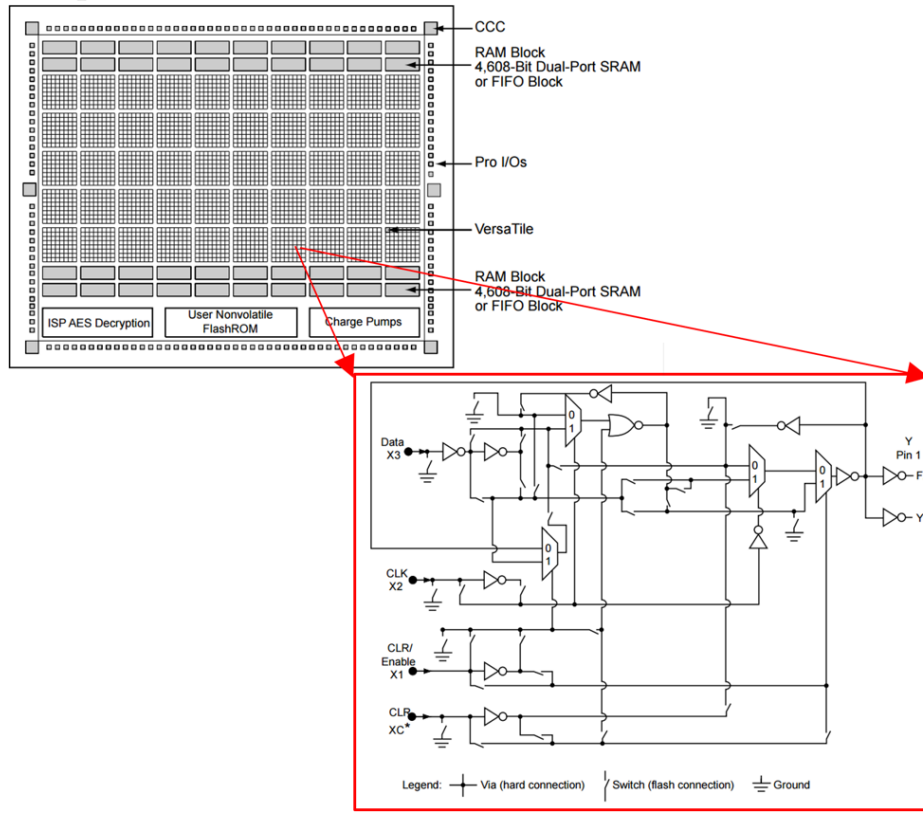 CCC
RAM Block
4,608-Bit Dual-Port SRAM
or FIFO Block
Pro I/Os
VersaTile
RAM Block
4,608-Bit Dual-Port SRAM
or FIFO Block
ISP AES Decryption
User Nonvolatile
FlashROM
Charge Pumps
0
1
Data
X3
0
1
0
1
Y
Pin 1
F
Y
0
1
CLK
X2
CLR/
Enable
X1
CLR
XC*
Legend:
Via (hard connection)
Switch (flash connection)
Ground